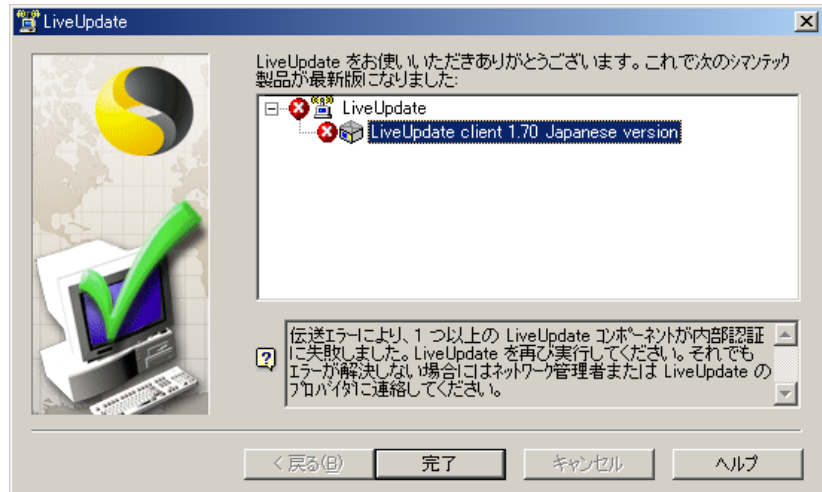 LiveUpdate
LiveUpdate をお使いいただきありがとうございます。これで次のシマンテック
製品が最新版になりました:
LiveUpdate
LiveUpdate client 1.70 Japanese version
伝送エラーにより、1 つ以上の LiveUpdate コンポーネントが内部認証
に失敗しました。LiveUpdate を再び実行してください。それでも
エラーが解決しない場合にはネットワーク管理者または LiveUpdate の
プロバイダに連絡してください。
< 戻る(B)
完了
キャンセル
ヘルプ